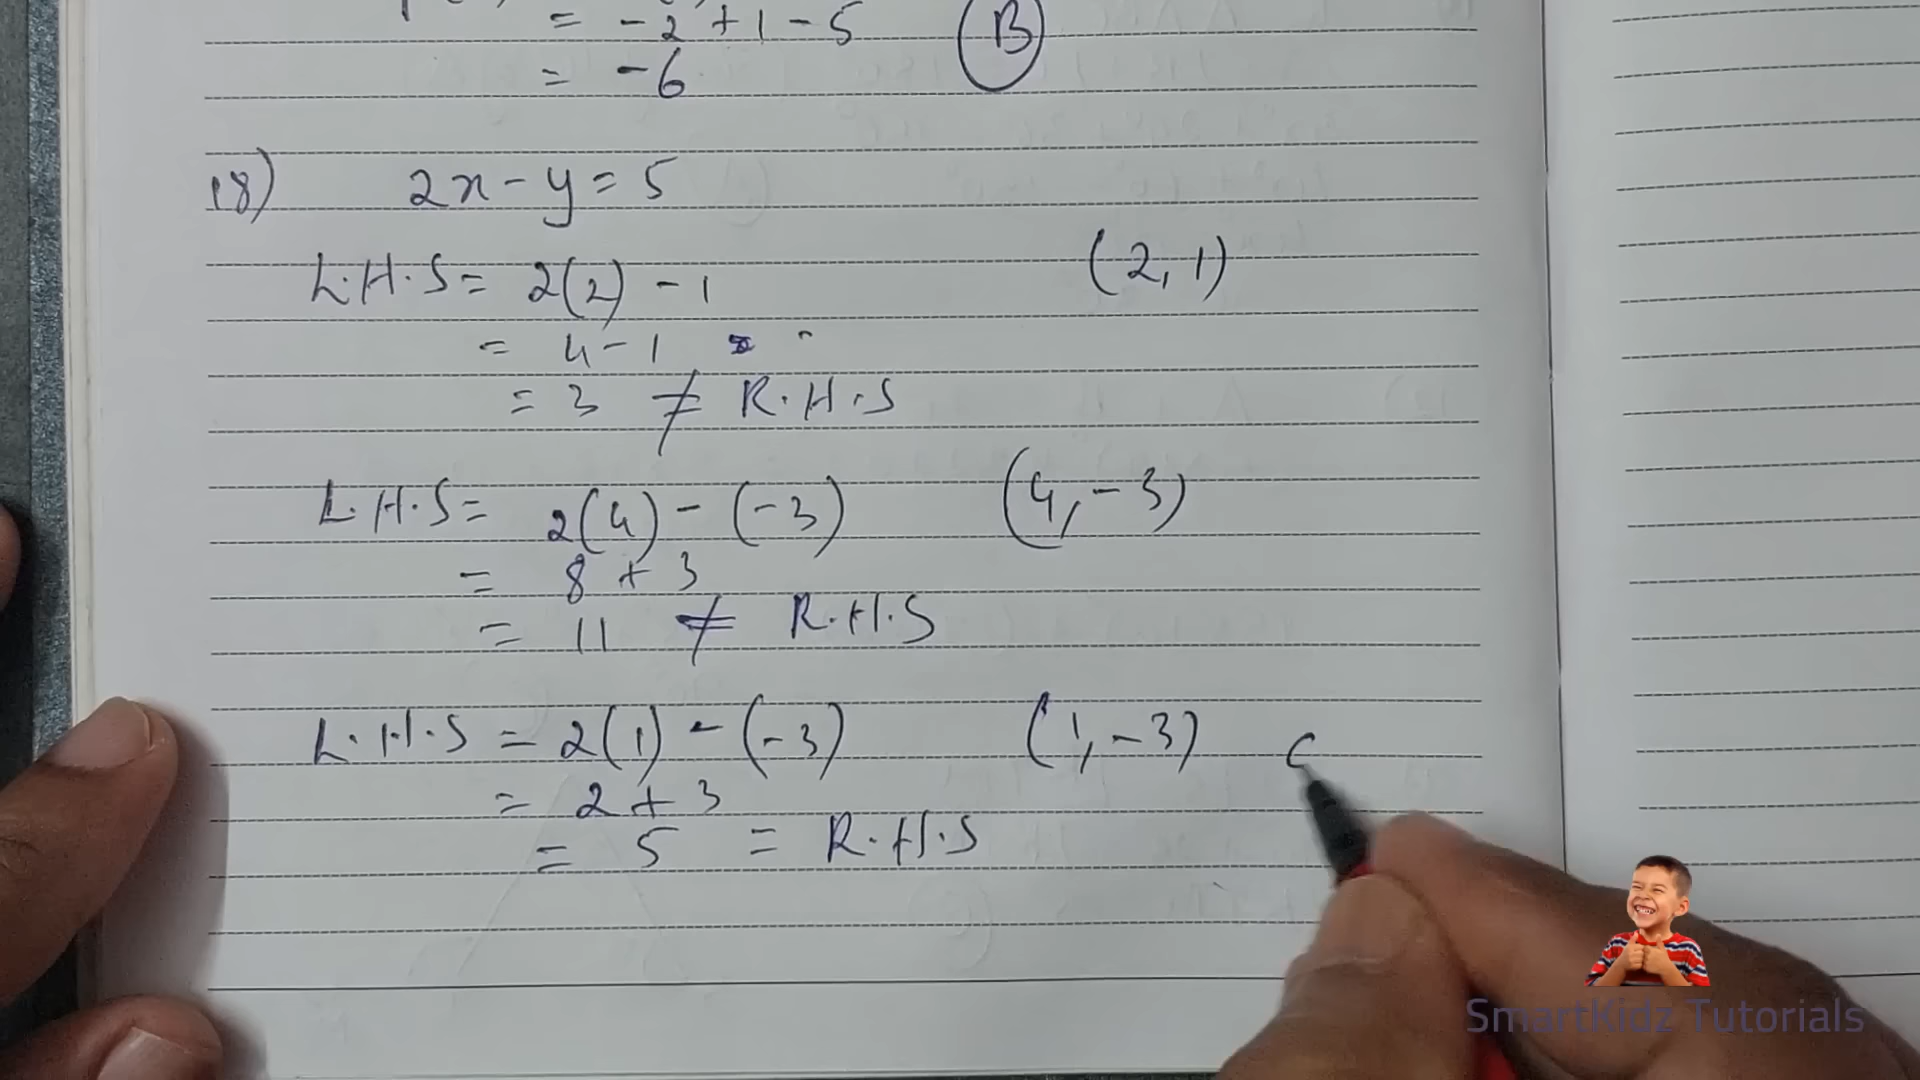 = -2 + 1 - 5 B
= -6
18) 2x - y = 5
L.H.S = 2(2) - 1 (2, 1)
= 4 - 1
= 3 ≠ R.H.S
L.H.S = 2(4) - (-3) (4, -3)
= 8 + 3
= 11 ≠ R.H.S
L.H.S = 2(1) - (-3) (1, -3) C
= 2 + 3
= 5 = R.H.S
SmartKidz Tutorials